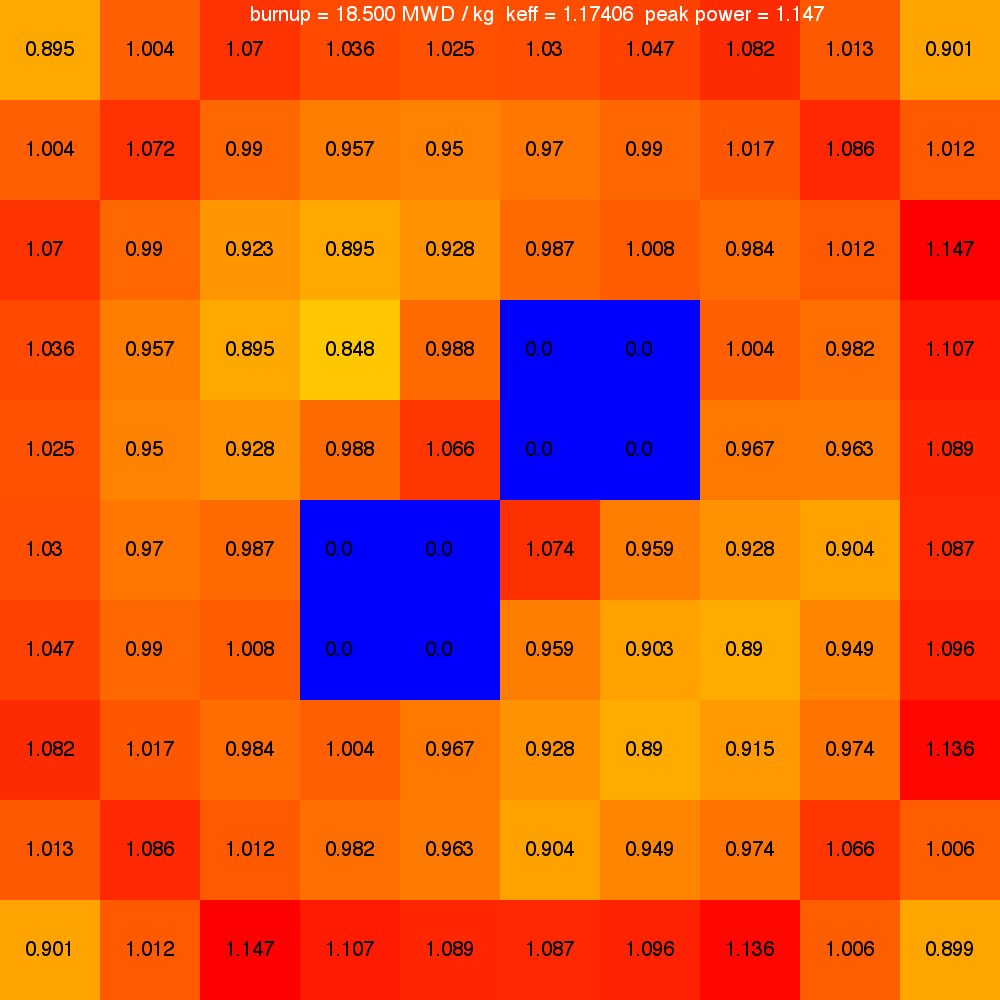 burnup = 18.500 MWD / kg keff = 1.17406 peak power = 1.147
0.895 1.004 1.07 1.036 1.025 1.03 1.047 1.082 1.013 0.901
1.004 1.072 0.99 0.957 0.95 0.97 0.99 1.017 1.086 1.012
1.07 0.99 0.923 0.895 0.928 0.987 1.008 0.984 1.012 1.147
1.036 0.957 0.895 0.848 0.988 0.0 0.0 1.004 0.982 1.107
1.025 0.95 0.928 0.988 1.066 0.0 0.0 0.967 0.963 1.089
1.03 0.97 0.987 0.0 0.0 1.074 0.959 0.928 0.904 1.087
1.047 0.99 1.008 0.0 0.0 0.959 0.903 0.89 0.949 1.096
1.082 1.017 0.984 1.004 0.967 0.928 0.89 0.915 0.974 1.136
1.013 1.086 1.012 0.982 0.963 0.904 0.949 0.974 1.066 1.006
0.901 1.012 1.147 1.107 1.089 1.087 1.096 1.136 1.006 0.899